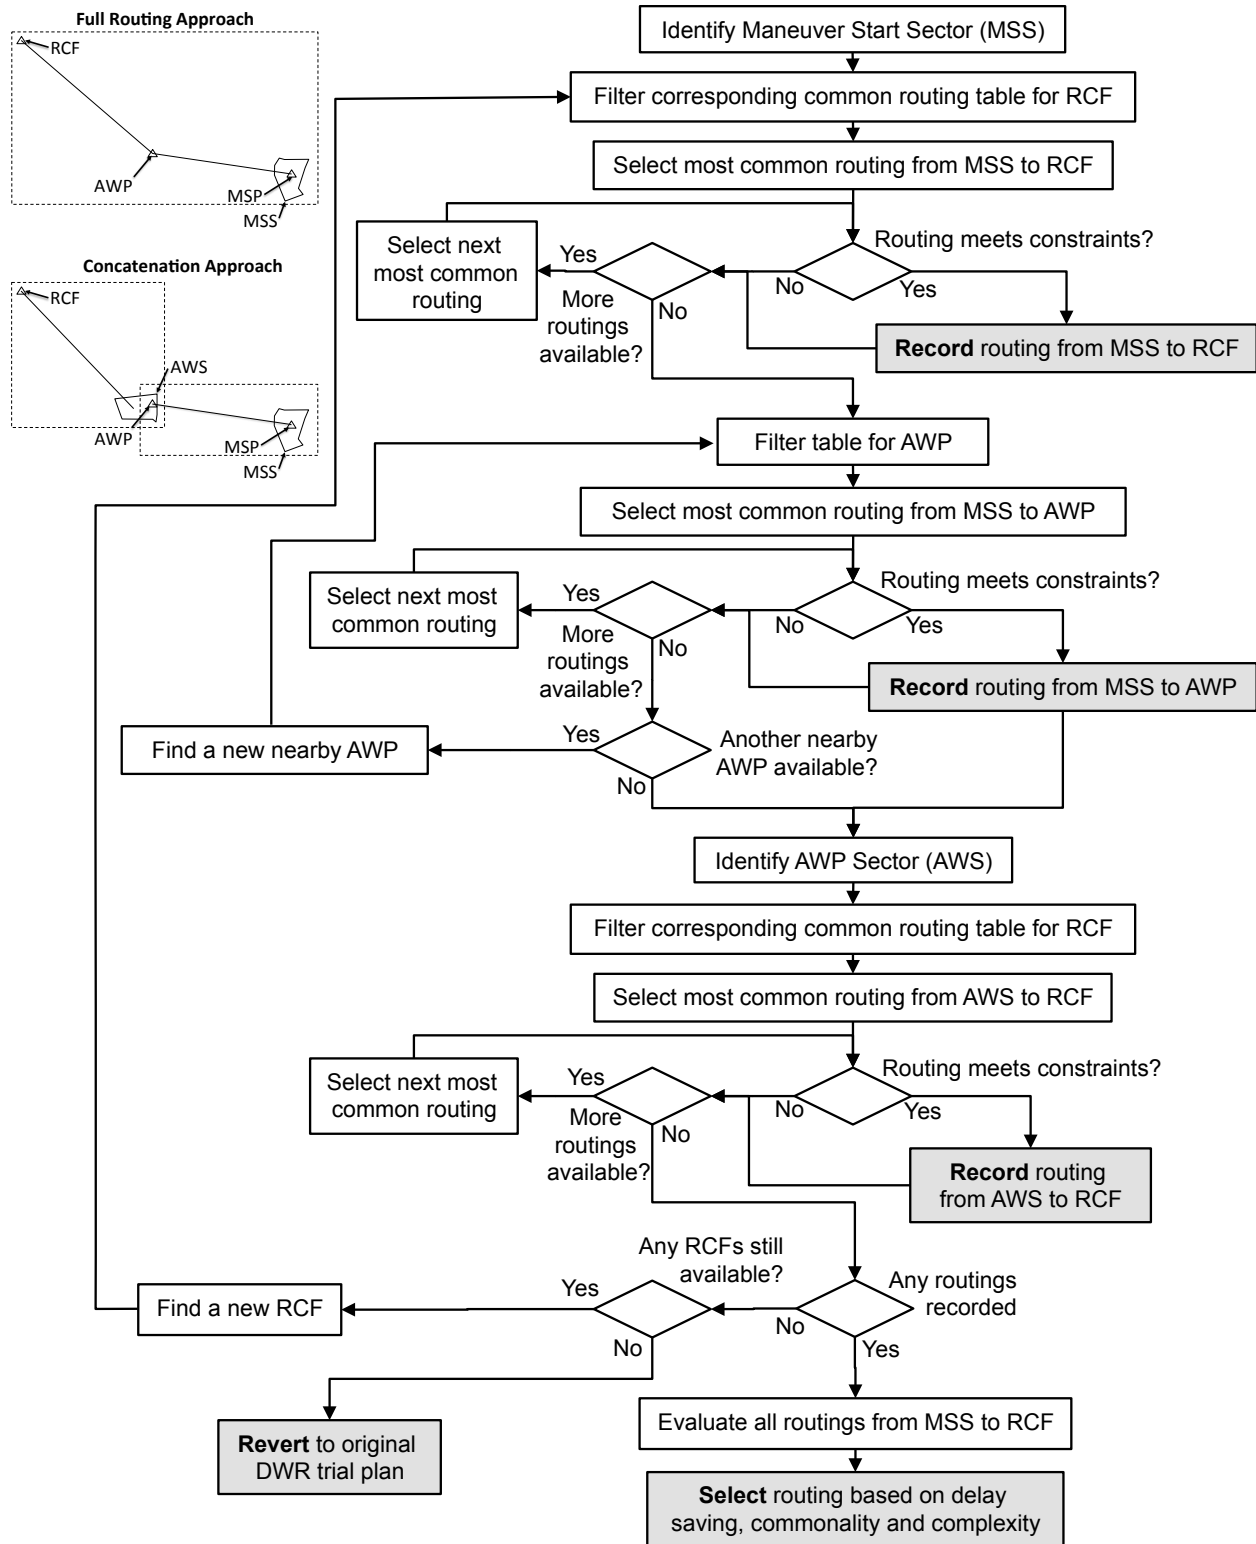 Full Routing Approach
RCF
AWP
MSP
MSS
Concatenation Approach
RCF
AWS
AWP
MSP
MSS
Identify Maneuver Start Sector (MSS)
Filter corresponding common routing table for RCF
Select most common routing from MSS to RCF
Routing meets constraints?
No
Yes
Select next
most common
routing
Yes
More
routings
available?
No
Record routing from MSS to RCF
Filter table for AWP
Select most common routing from MSS to AWP
Routing meets constraints?
No
Yes
Select next most
common routing
Yes
More
routings
available?
No
Record routing from MSS to AWP
Find a new nearby AWP
Yes
Another nearby
AWP available?
No
Identify AWP Sector (AWS)
Filter corresponding common routing table for RCF
Select most common routing from AWS to RCF
Routing meets constraints?
No
Yes
Select next most
common routing
Yes
More
routings
available?
No
Record routing
from AWS to RCF
Any RCFs still
available?
Any routings
recorded
Find a new RCF
Yes
No
No
Yes
Evaluate all routings from MSS to RCF
Revert to original
DWR trial plan
Select routing based on delay
saving, commonality and complexity